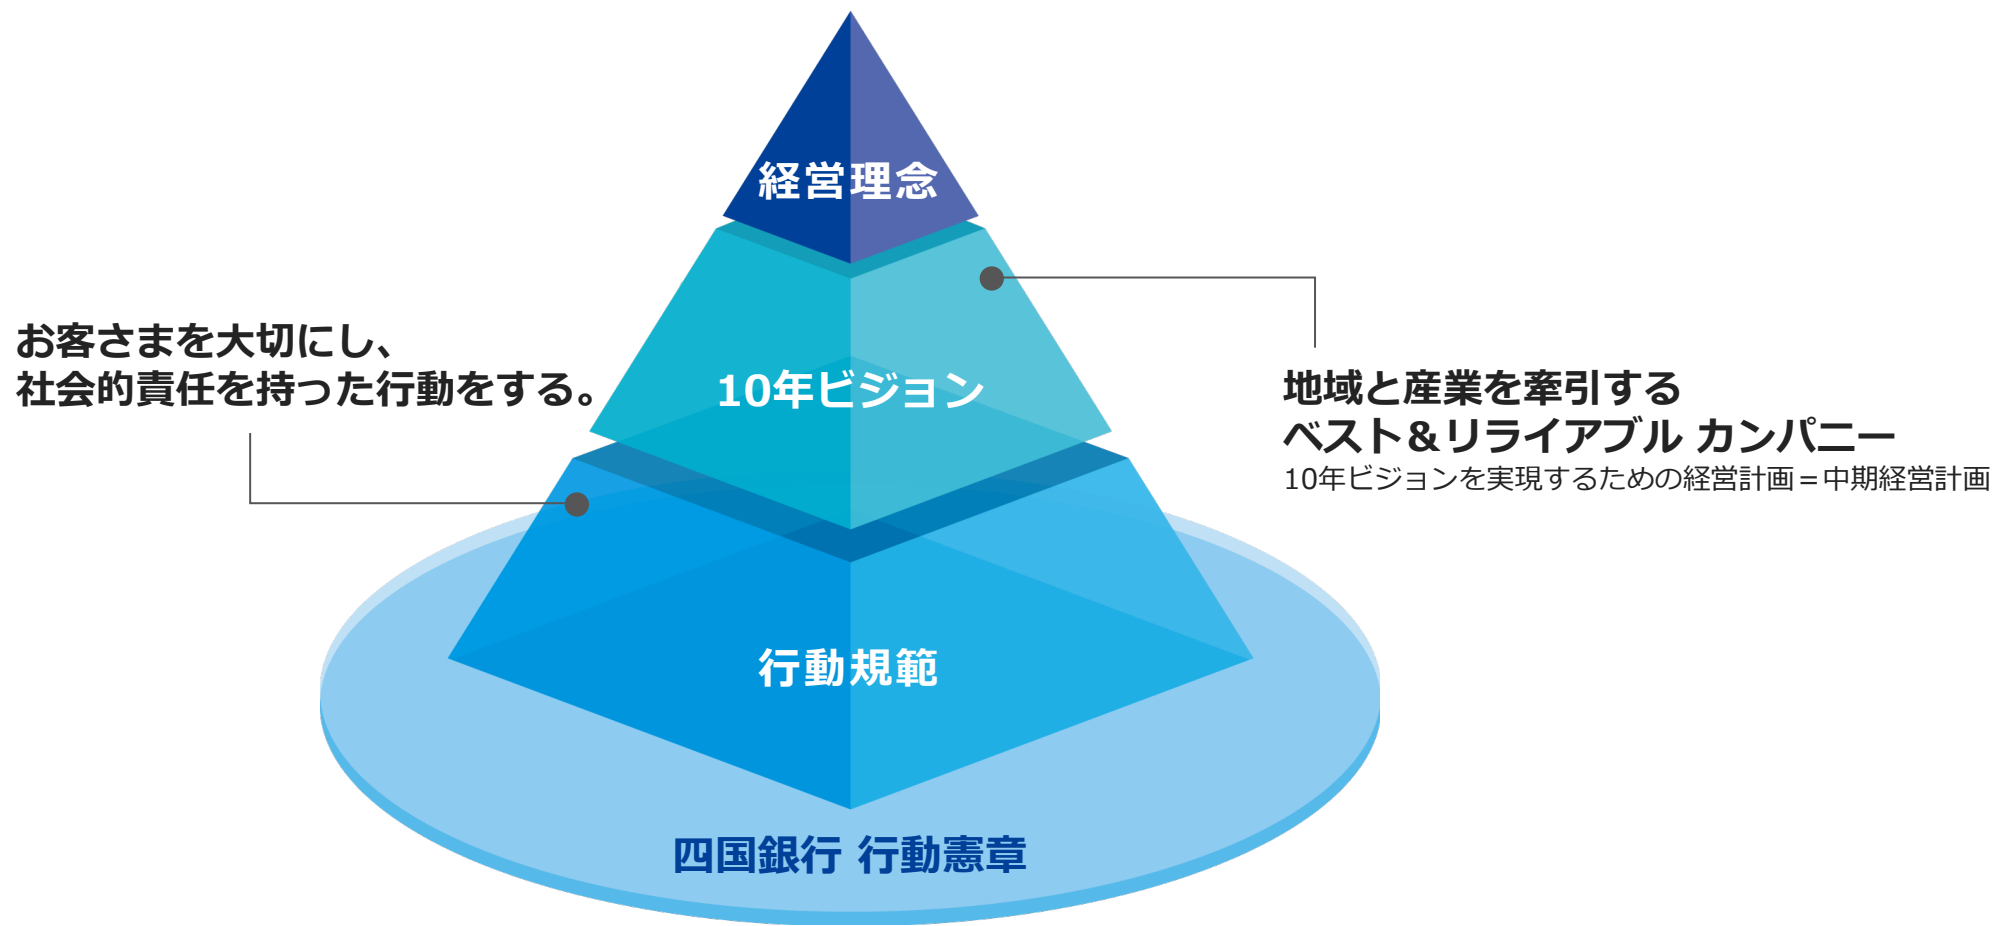 経営理念
お客さまを大切にし、
社会的責任を持った行動をする。
10年ビジョン
地域と産業を牽引する
ベスト＆リライアブル カンパニー
10年ビジョンを実現するための経営計画＝中期経営計画
行動規範
四国銀行 行動憲章